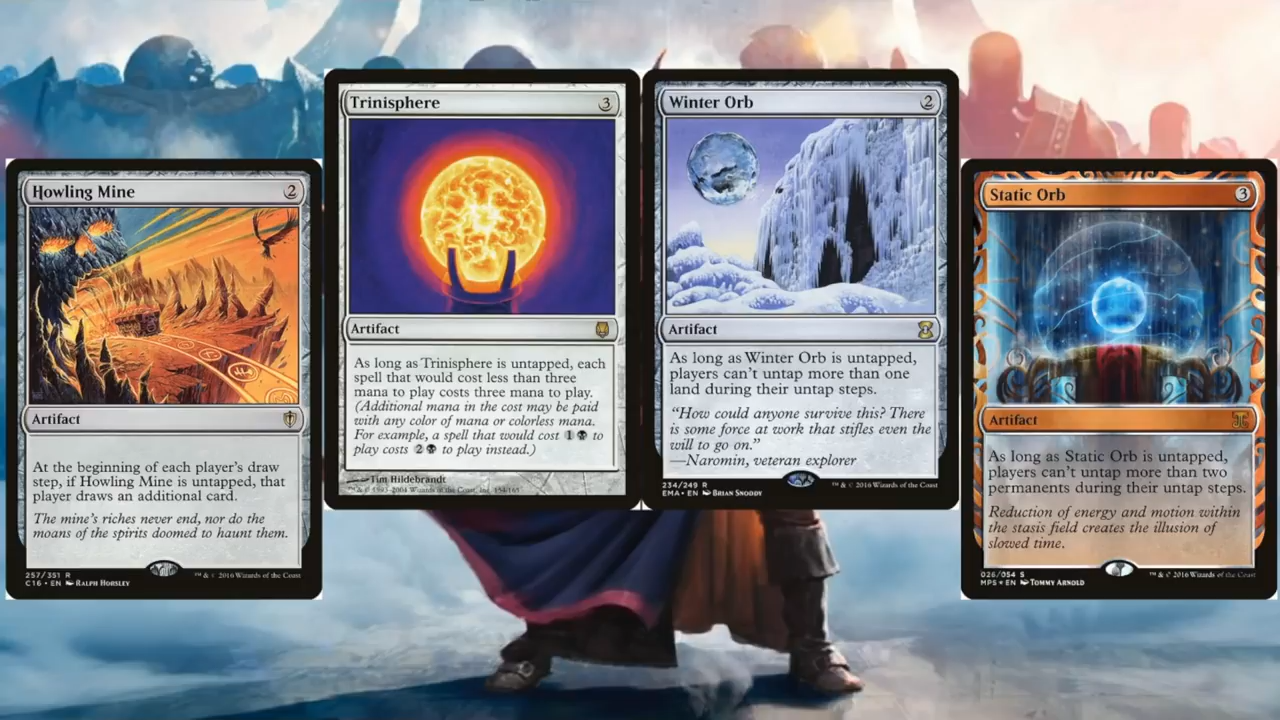 Howling Mine 2
Artifact
At the beginning of each player's draw
step, if Howling Mine is untapped, that
player draws an additional card.
The mine's riches never end, nor do the
moans of the spirits doomed to haunt them.
257/351 R
C16 • EN Ralph Horsley
™ & © 2016 Wizards of the Coast
Trinisphere 3
Artifact
As long as Trinisphere is untapped, each
spell that would cost less than three
mana to play costs three mana to play.
(Additional mana in the cost may be paid
with any color of mana or colorless mana.
For example, a spell that would cost 1 to
play costs 2 to play instead.)
Tim Hildebrandt
™ & © 1993–2004 Wizards of the Coast, Inc. 154/165
Winter Orb 2
Artifact
As long as Winter Orb is untapped,
players can't untap more than one
land during their untap steps.
"How could anyone survive this? There
is some force at work that stifles even the
will to go on."
—Naromin, veteran explorer
234/249 R
EMA • EN Brian Snoddy
™ & © 2016 Wizards of the Coast
Static Orb 3
Artifact
As long as Static Orb is untapped,
players can't untap more than two
permanents during their untap steps.
Reduction of energy and motion within
the stasis field creates the illusion of
slowed time.
026/054 S
MPS ★ EN Tommy Arnold
™ & © 2016 Wizards of the Coast